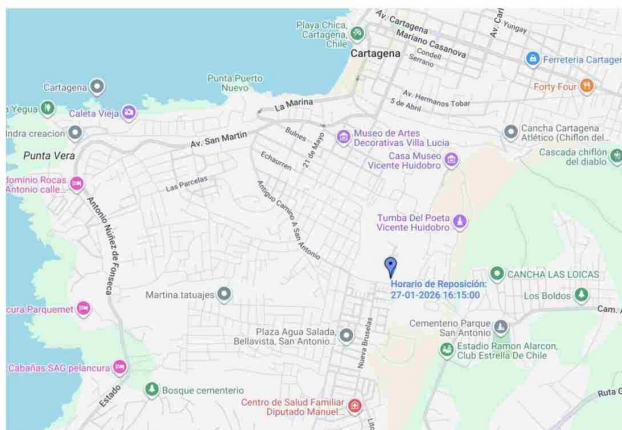 Playa Chica,
Cartagena,
Chile
Av. Cartagena
Yungay
Mariano Casanova
Av. C
Cartagena
Condell
Serrano
Ferreteria Cartagen
Forty Four
Punta Puerto
Nuevo
Cartagena
La Marina
Av. Hermanos Tobar
5 de Abril
o Yegua
Caleta Vieja
Indra creacion
Av. San Martin
Bulnes
21 de Mayo
Museo de Artes
Decorativas Villa Lucia
Cancha Cartagena
Atlético (Chiflon del...
Punta Vera
Echaurren
Casa Museo
Vicente Huidobro
Cascada chiflón
del diablo
dominio Rocas
Antonio calle...
Las Parcelas
Antiguo Camino A San Antonio
Antonio Núñez de Fonseca
Tumba Del Poeta
Vicente Huidobro
Horario de Reposición:
27-01-2026 16:15:00
CANCHA LAS LOICAS
Martina.tatuajes
Los Boldos
cura Parquemet
Plaza Agua Salada,
Bellavista, San Antonio...
Nueva Bruselas
Cementerio Parque
San Antonio
Cam. A
Estadio Ramon Alarcon,
Club Estrella De Chile
Cabañas SAG pelancura
Estado
Bosque cementerio
Ruta G
Centro de Salud Familiar
Diputado Manuel...